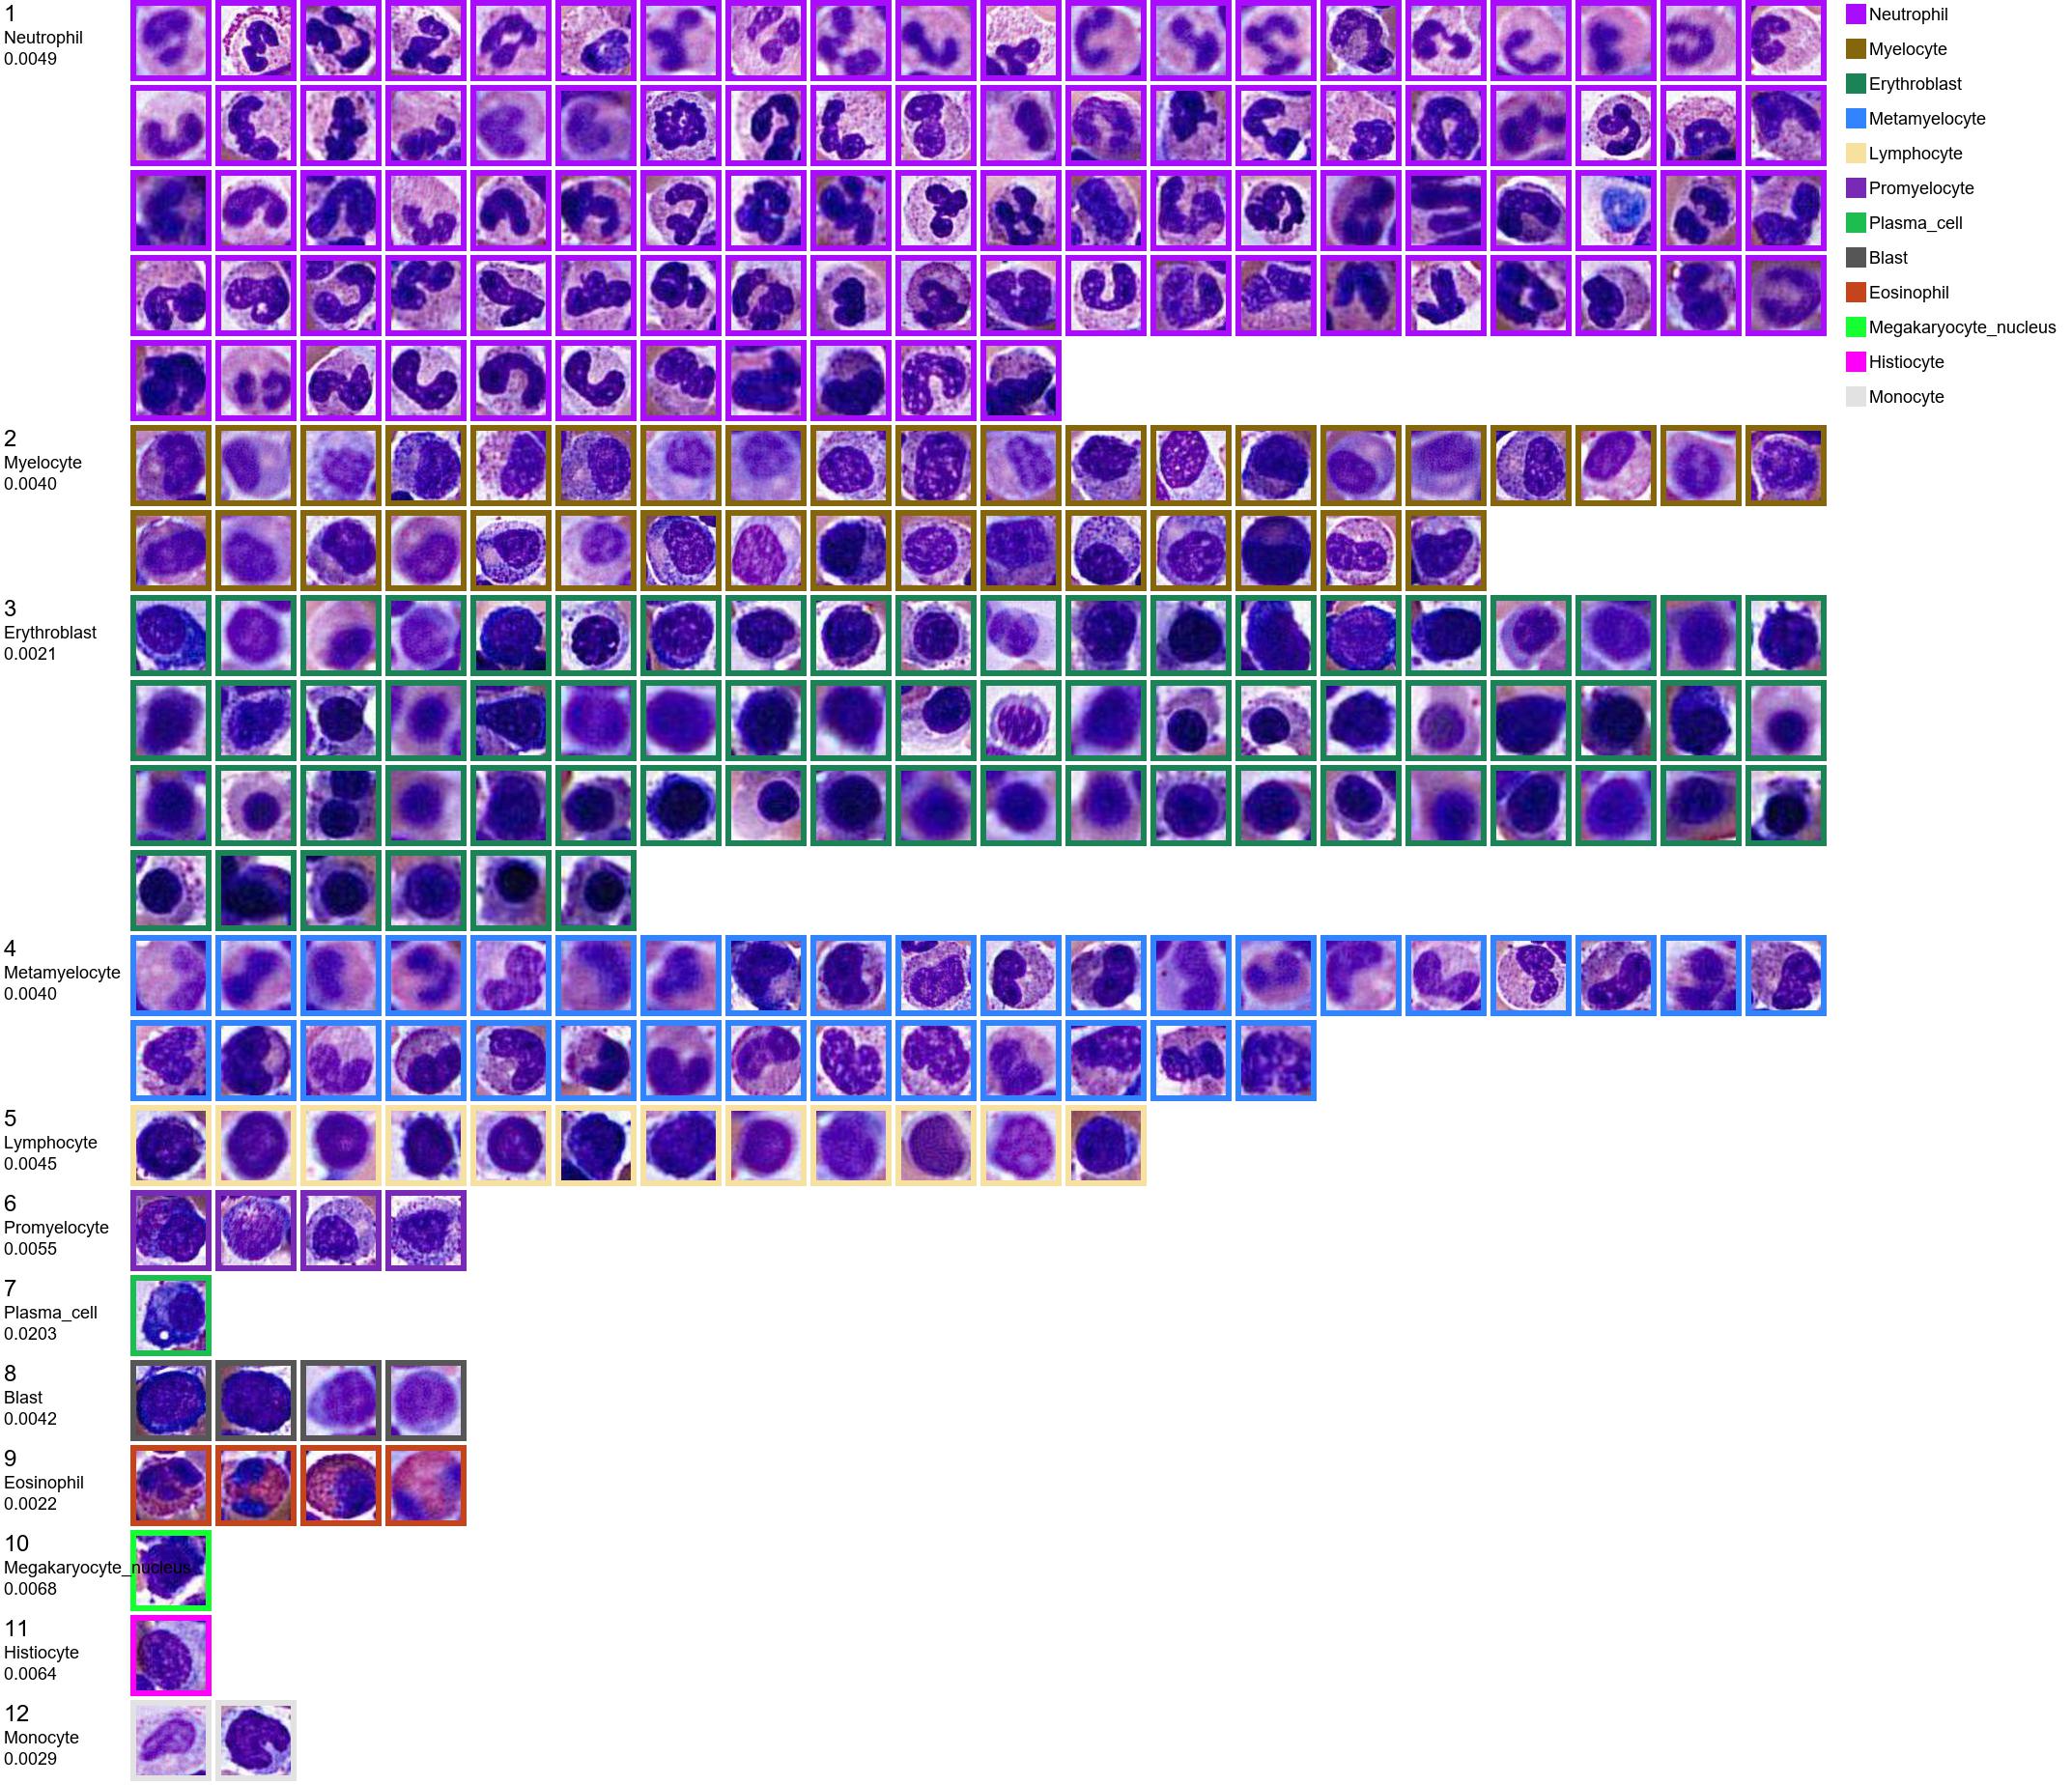 1
Neutrophil
0.0049
2
Myelocyte
0.0040
3
Erythroblast
0.0021
4
Metamyelocyte
0.0040
5
Lymphocyte
0.0045
6
Promyelocyte
0.0055
7
Plasma_cell
0.0203
8
Blast
0.0042
9
Eosinophil
0.0022
10
Megakaryocyte_nucleus
0.0068
11
Histiocyte
0.0064
12
Monocyte
0.0029
Neutrophil
Myelocyte
Erythroblast
Metamyelocyte
Lymphocyte
Promyelocyte
Plasma_cell
Blast
Eosinophil
Megakaryocyte_nucleus
Histiocyte
Monocyte